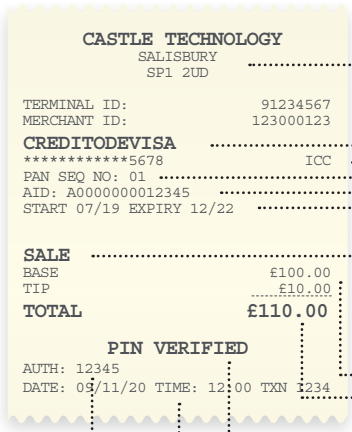 CASTLE TECHNOLOGY
SALISBURY
SP1 2UD
TERMINAL ID: 91234567
MERCHANT ID: 123000123
CREDITODEVISA
************5678 ICC
PAN SEQ NO: 01
AID: A0000000012345
START 07/19 EXPIRY 12/22
SALE
BASE £100.00
TIP £10.00
TOTAL £110.00
PIN VERIFIED
AUTH: 12345
DATE: 09/11/20 TIME: 12:00 TXN 1234